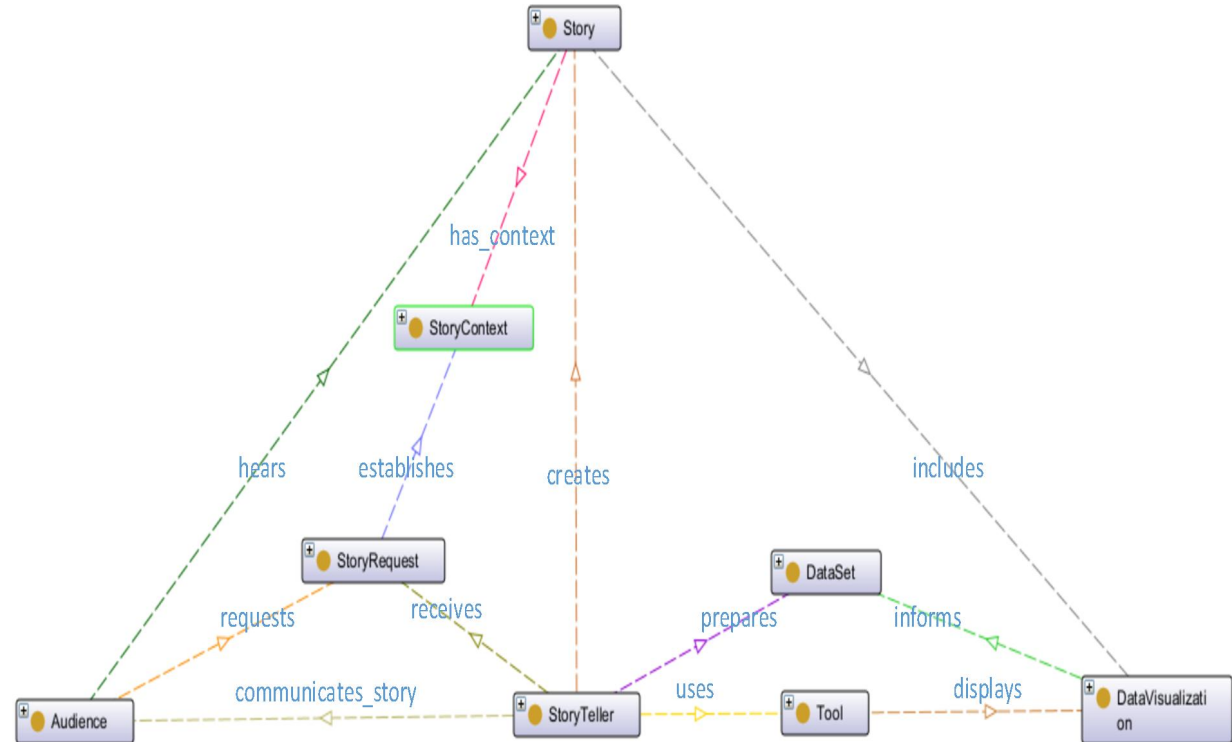 Story
has_context
StoryContext
hears
establishes
creates
includes
StoryRequest
DataSet
requests
receives
prepares
informs
communicates_story
uses
displays
Audience
StoryTeller
Tool
DataVisualizati
on